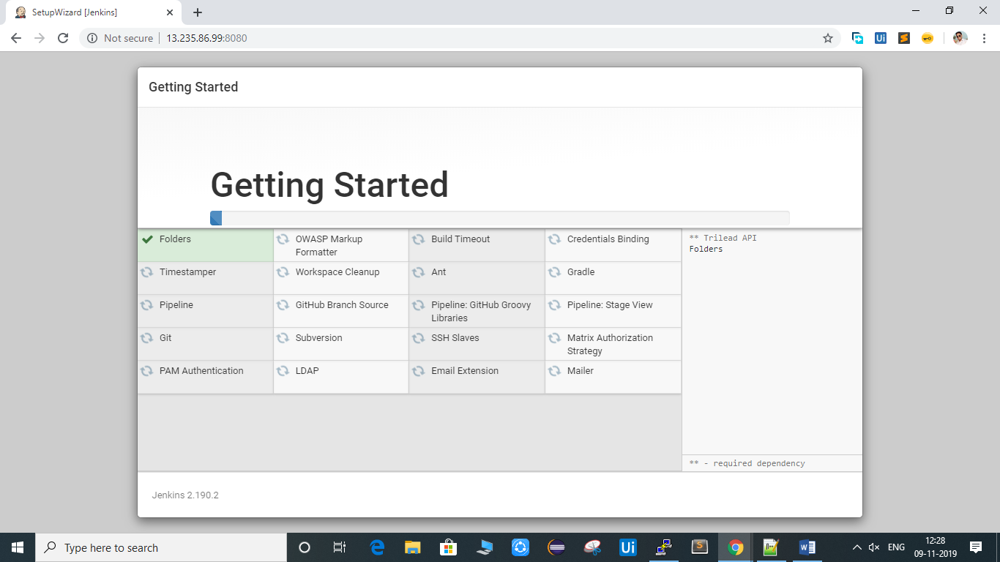 SetupWizard [Jenkins]
Not secure
13.235.86.99:8080
Getting Started
Getting Started
Folders
OWASP Markup
Formatter
Build Timeout
Credentials Binding
Timestamper
Workspace Cleanup
Ant
Gradle
Pipeline
GitHub Branch Source
Pipeline: GitHub Groovy
Libraries
Pipeline: Stage View
Git
Subversion
SSH Slaves
Matrix Authorization
Strategy
PAM Authentication
LDAP
Email Extension
Mailer
** Trilead API
Folders
** - required dependency
Jenkins 2.190.2
Type here to search
ENG
12:28
09-11-2019